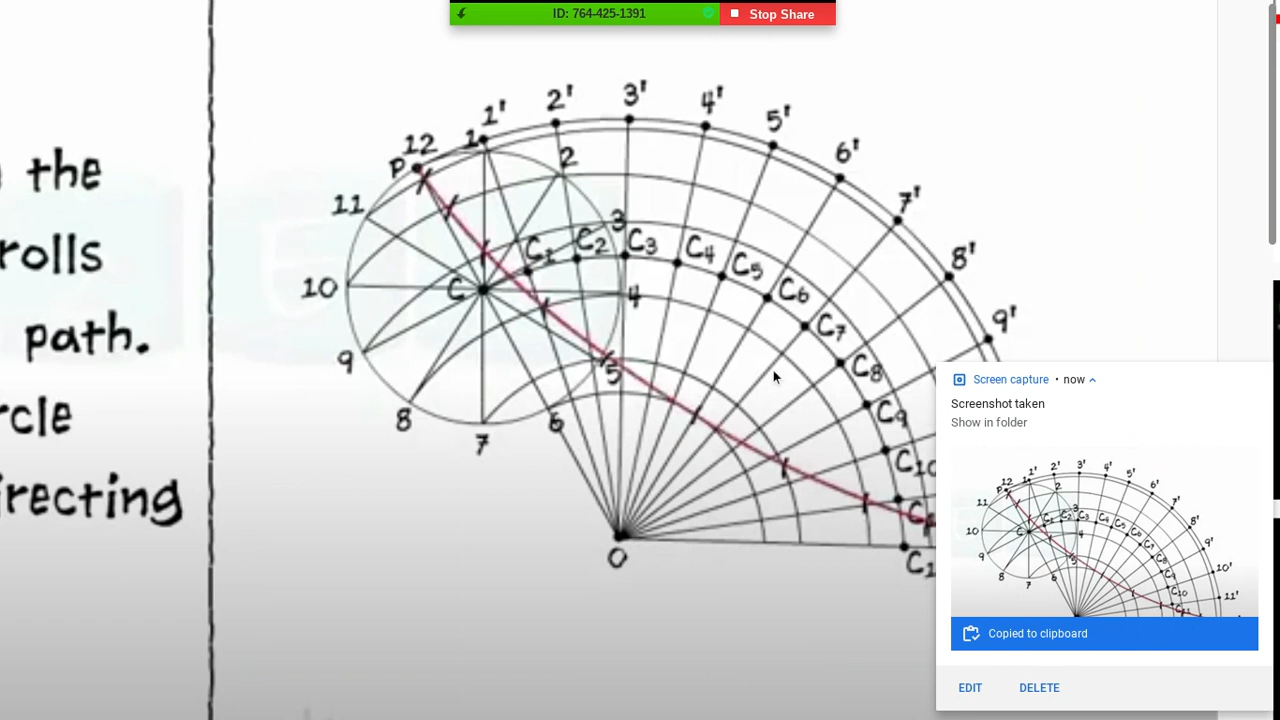 ID: 764-425-1391
Stop Share
the
rolls
path.
directing
1'
2'
3'
4'
5'
6'
7'
8'
9'
12
1
2
P
11
3
C1
C2
C3
C4
C5
C6
C7
C8
C9
C10
10
C
4
9
5
8
7
6
O
Screen capture • now
Screenshot taken
Show in folder
Copied to clipboard
EDIT
DELETE